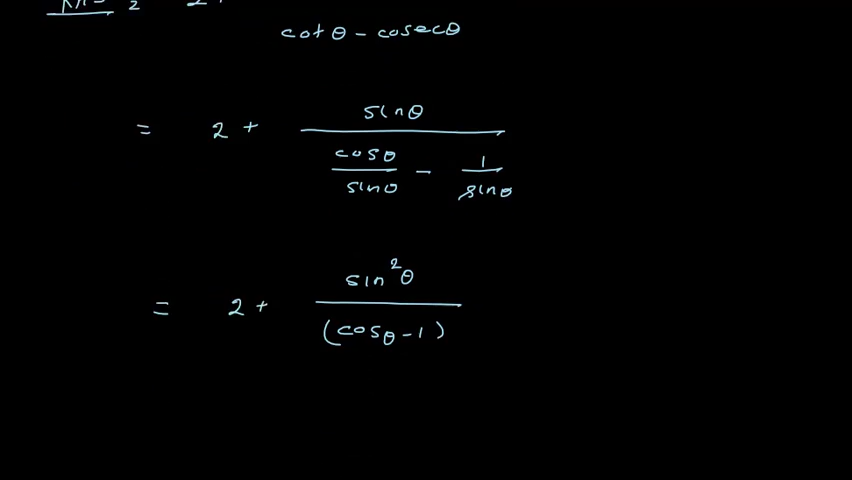 cotθ - cosecθ
= 2 + sinθ
cosθ/sinθ - 1/sinθ
= 2 + sin²θ
(cosθ - 1)